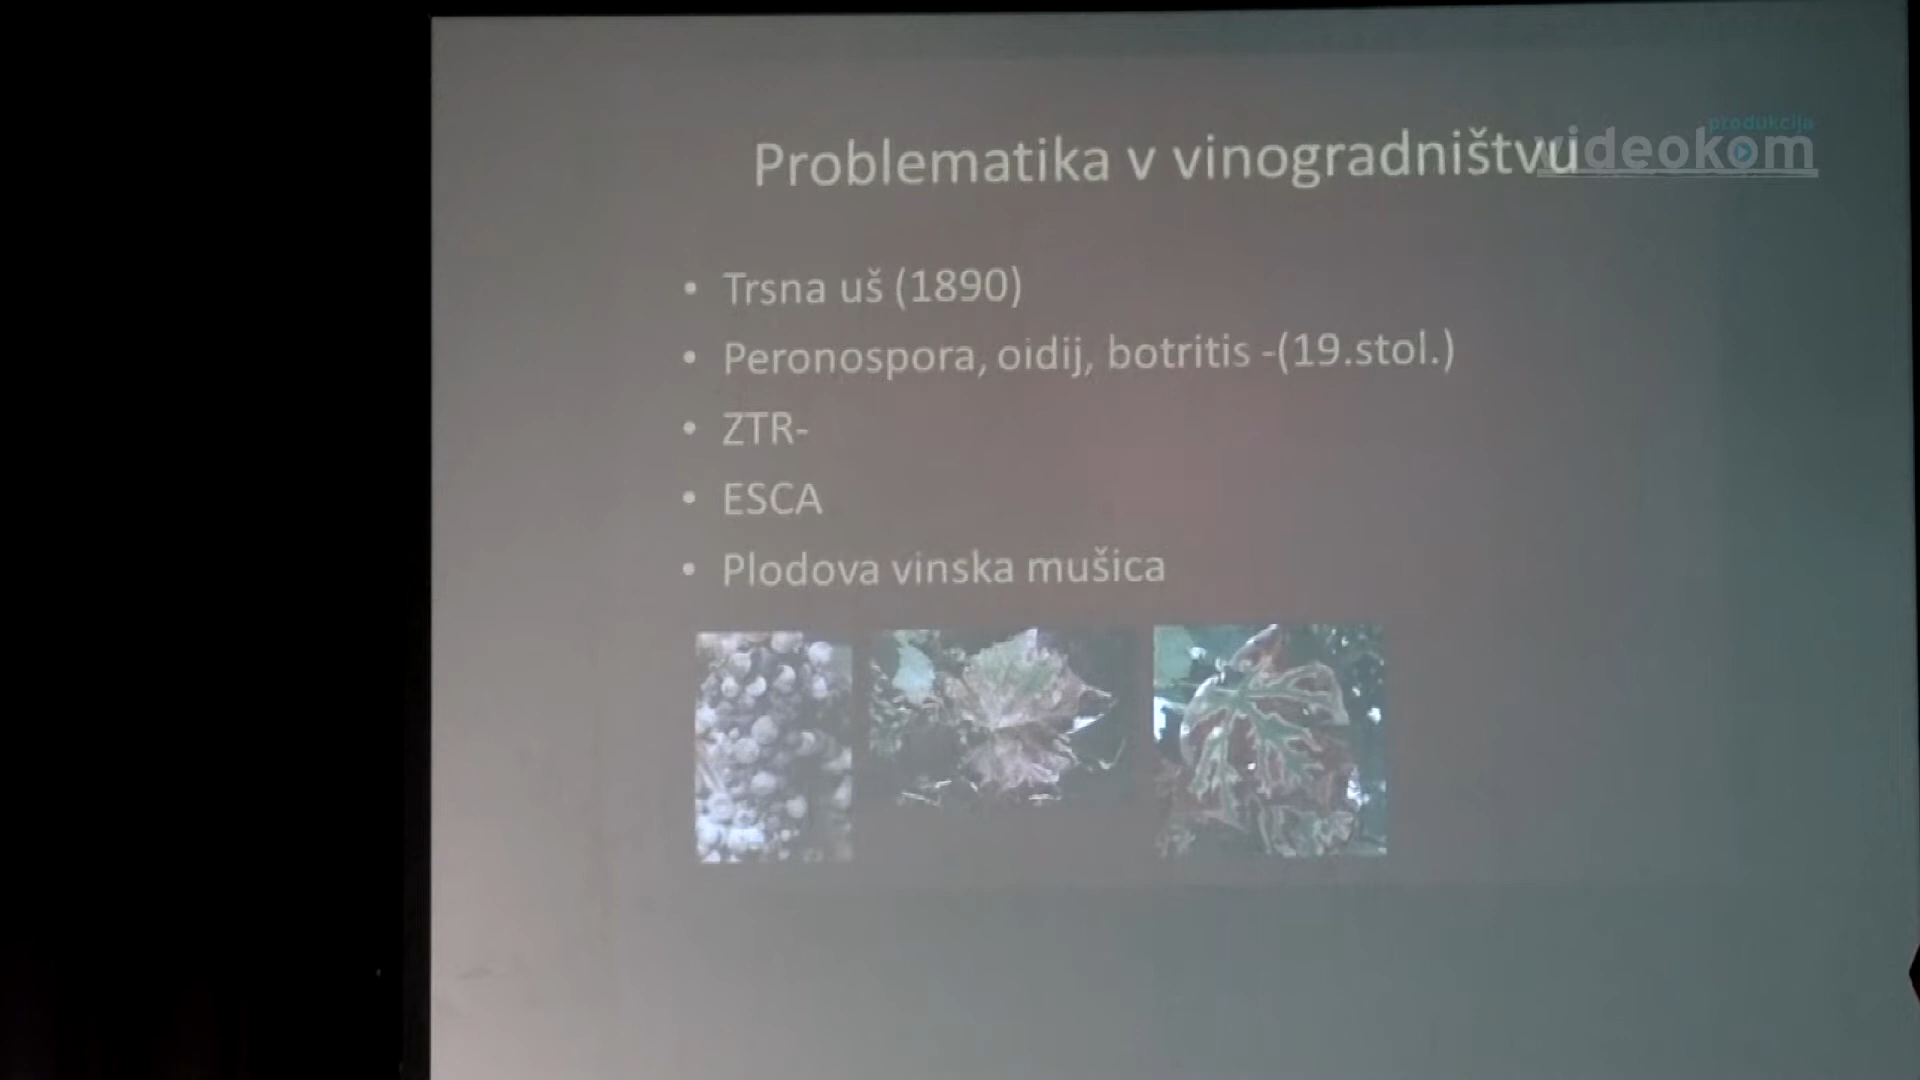 produkcija
videokom
Problematika v vinogradništvu
• Trsna uš (1890)
• Peronospora, oidij, botritis -(19.stol.)
• ZTR-
• ESCA
• Plodova vinska mušica